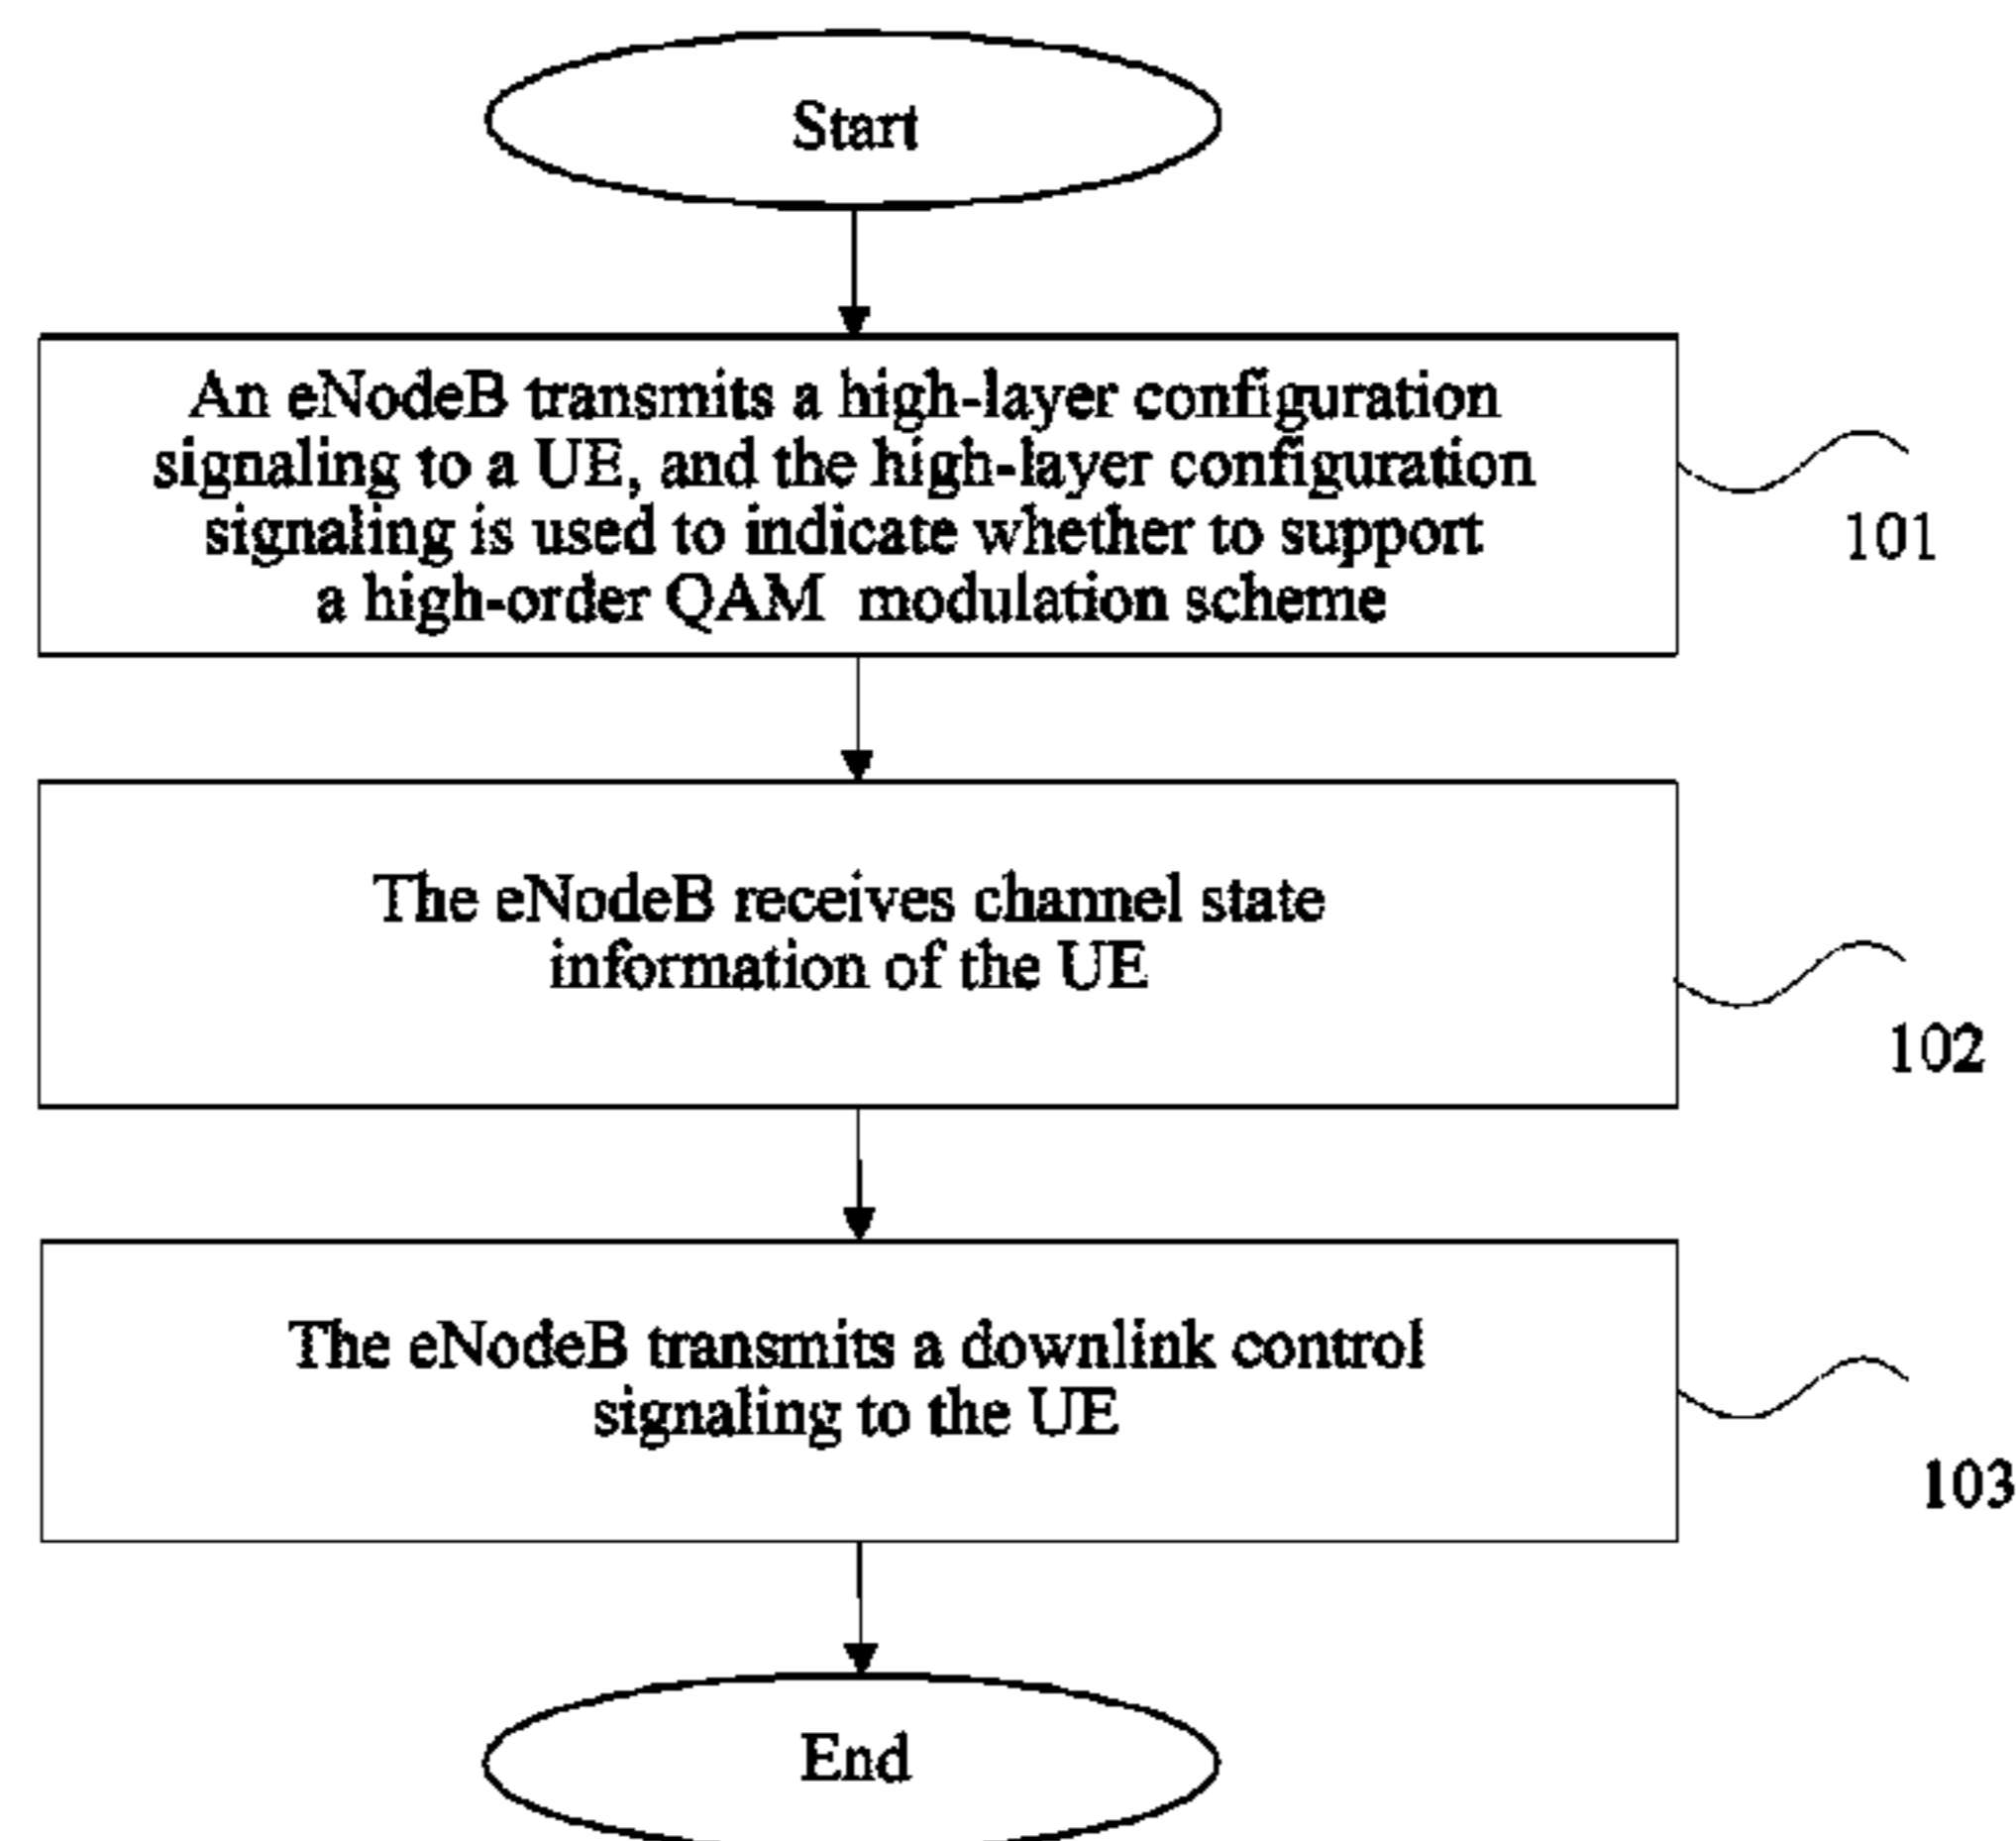 Start
An eNodeB transmits a high-layer configuration
signaling to a UE, and the high-layer configuration
signaling is used to indicate whether to support
a high-order QAM modulation scheme
101
The eNodeB receives channel state
information of the UE
102
The eNodeB transmits a downlink control
signaling to the UE
103
End